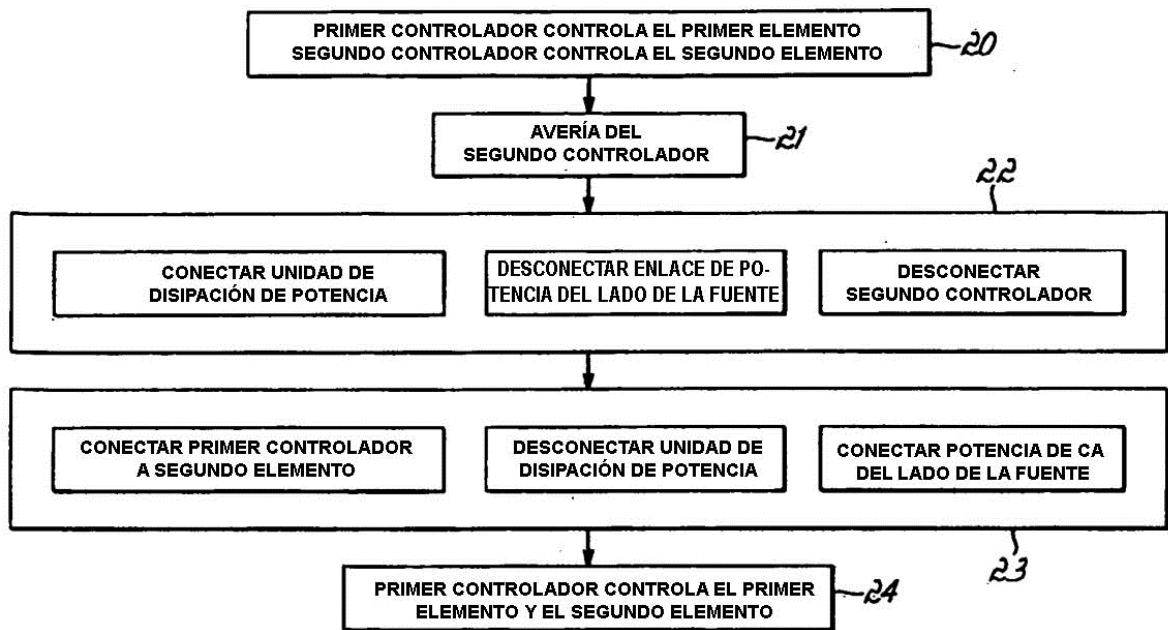 PRIMER CONTROLADOR CONTROLA EL PRIMER ELEMENTO
SEGUNDO CONTROLADOR CONTROLA EL SEGUNDO ELEMENTO
20
AVERÍA DEL
SEGUNDO CONTROLADOR
21
22
CONECTAR UNIDAD DE
DISIPACIÓN DE POTENCIA
DESCONECTAR ENLACE DE PO-
TENCIA DEL LADO DE LA FUENTE
DESCONECTAR
SEGUNDO CONTROLADOR
CONECTAR PRIMER CONTROLADOR
A SEGUNDO ELEMENTO
DESCONECTAR UNIDAD DE
DISIPACIÓN DE POTENCIA
CONECTAR POTENCIA DE CA
DEL LADO DE LA FUENTE
23
PRIMER CONTROLADOR CONTROLA EL PRIMER
ELEMENTO Y EL SEGUNDO ELEMENTO
24